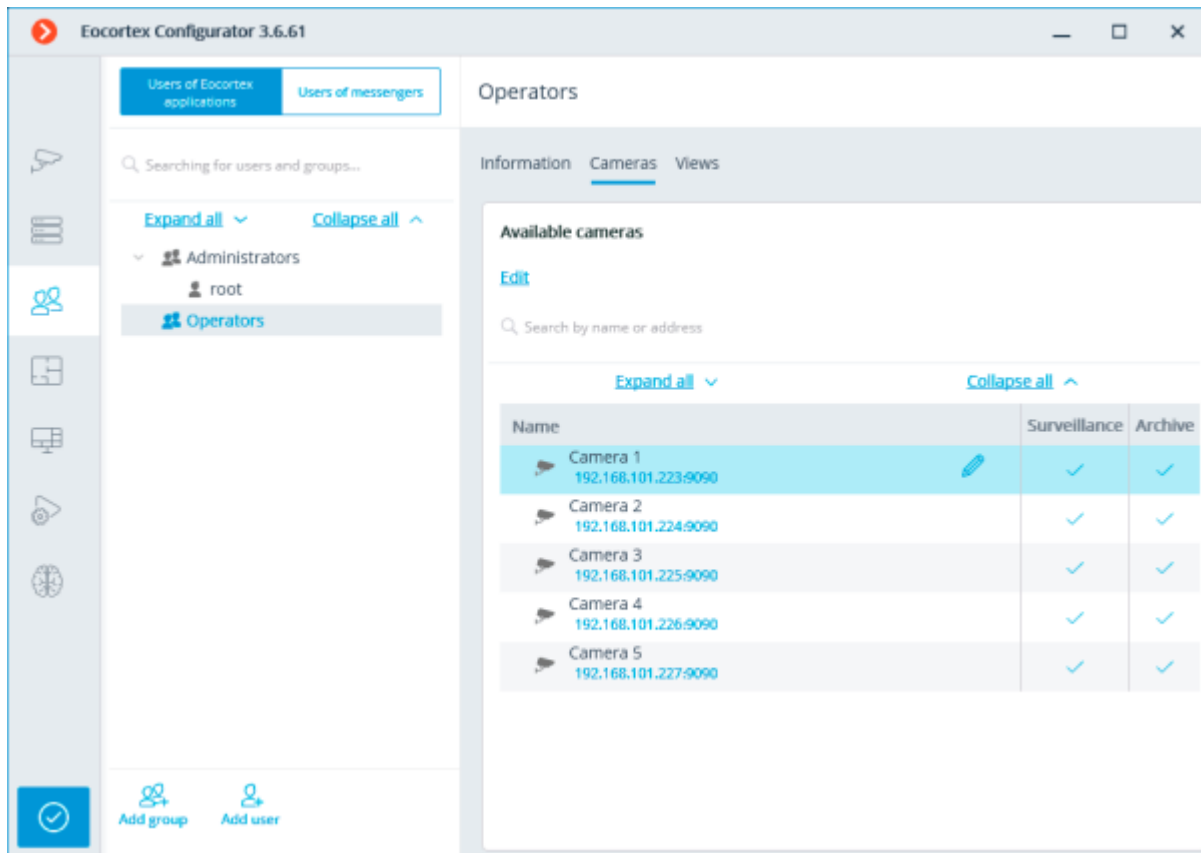 Eocortex Configurator 3.6.61
Users of Eocortex
applications
Users of messengers
Searching for users and groups...
Expand all
Collapse all
Administrators
root
Operators
Add group
Add user
Operators
Information Cameras Views
Available cameras
Edit
Search by name or address
Expand all
Collapse all
Name Surveillance Archive
Camera 1
192.168.101.223:9090
Camera 2
192.168.101.224:9090
Camera 3
192.168.101.225:9090
Camera 4
192.168.101.226:9090
Camera 5
192.168.101.227:9090